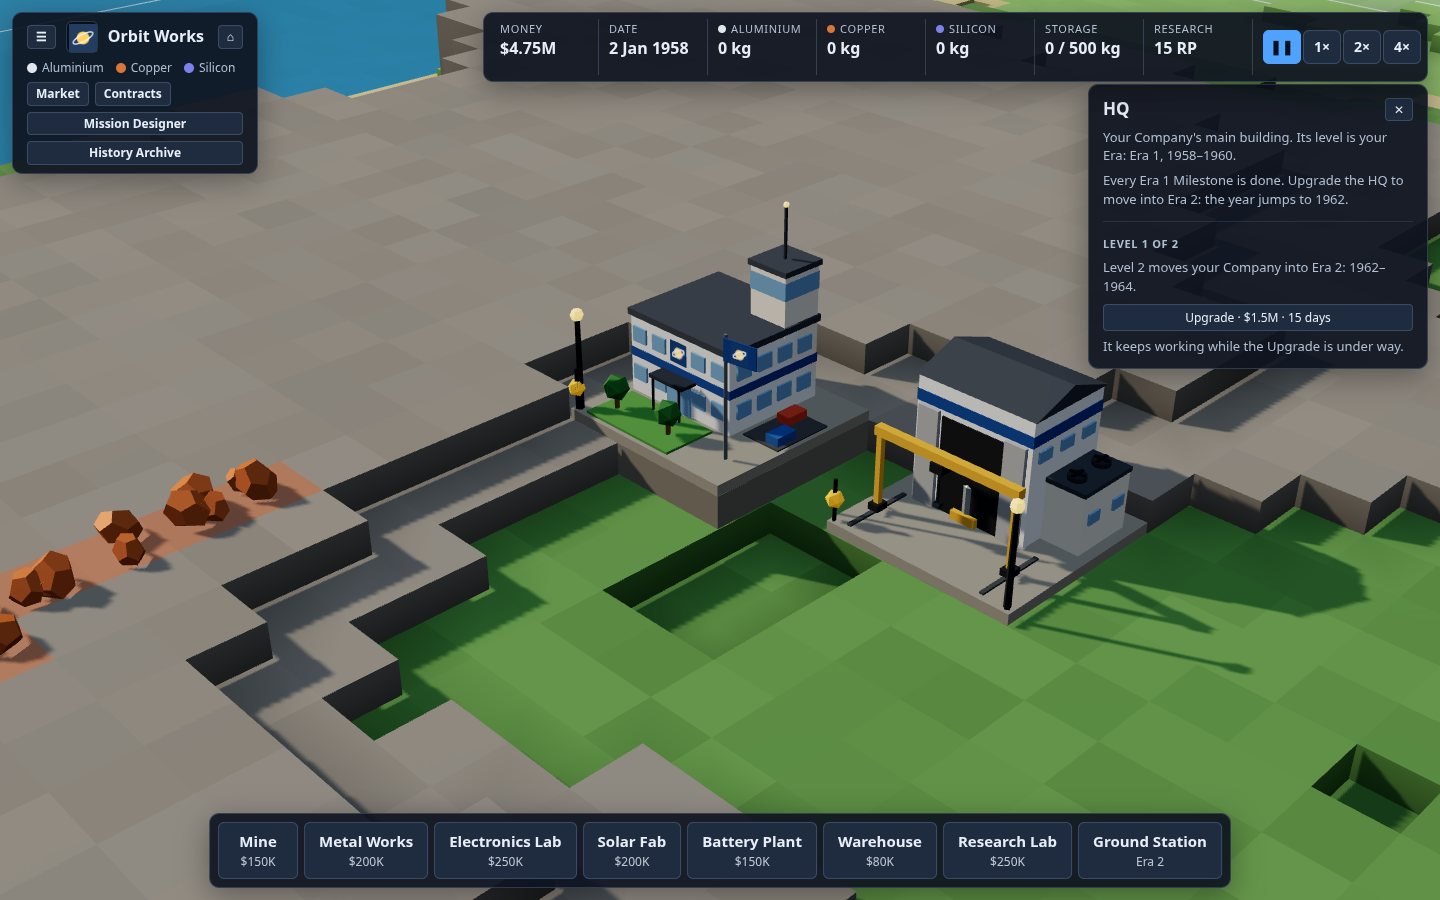 ☰ Orbit Works ⌂
Aluminium Copper Silicon
Market Contracts
Mission Designer
History Archive
MONEY DATE ALUMINIUM COPPER SILICON STORAGE RESEARCH
$4.75M 2 Jan 1958 0 kg 0 kg 0 kg 0 / 500 kg 15 RP
1× 2× 4×
HQ ×
Your Company's main building. Its level is your
Era: Era 1, 1958–1960.
Every Era 1 Milestone is done. Upgrade the HQ to
move into Era 2: the year jumps to 1962.
LEVEL 1 OF 2
Level 2 moves your Company into Era 2: 1962–
1964.
Upgrade · $1.5M · 15 days
It keeps working while the Upgrade is under way.
Mine Metal Works Electronics Lab Solar Fab Battery Plant Warehouse Research Lab Ground Station
$150K $200K $250K $200K $150K $80K $250K Era 2